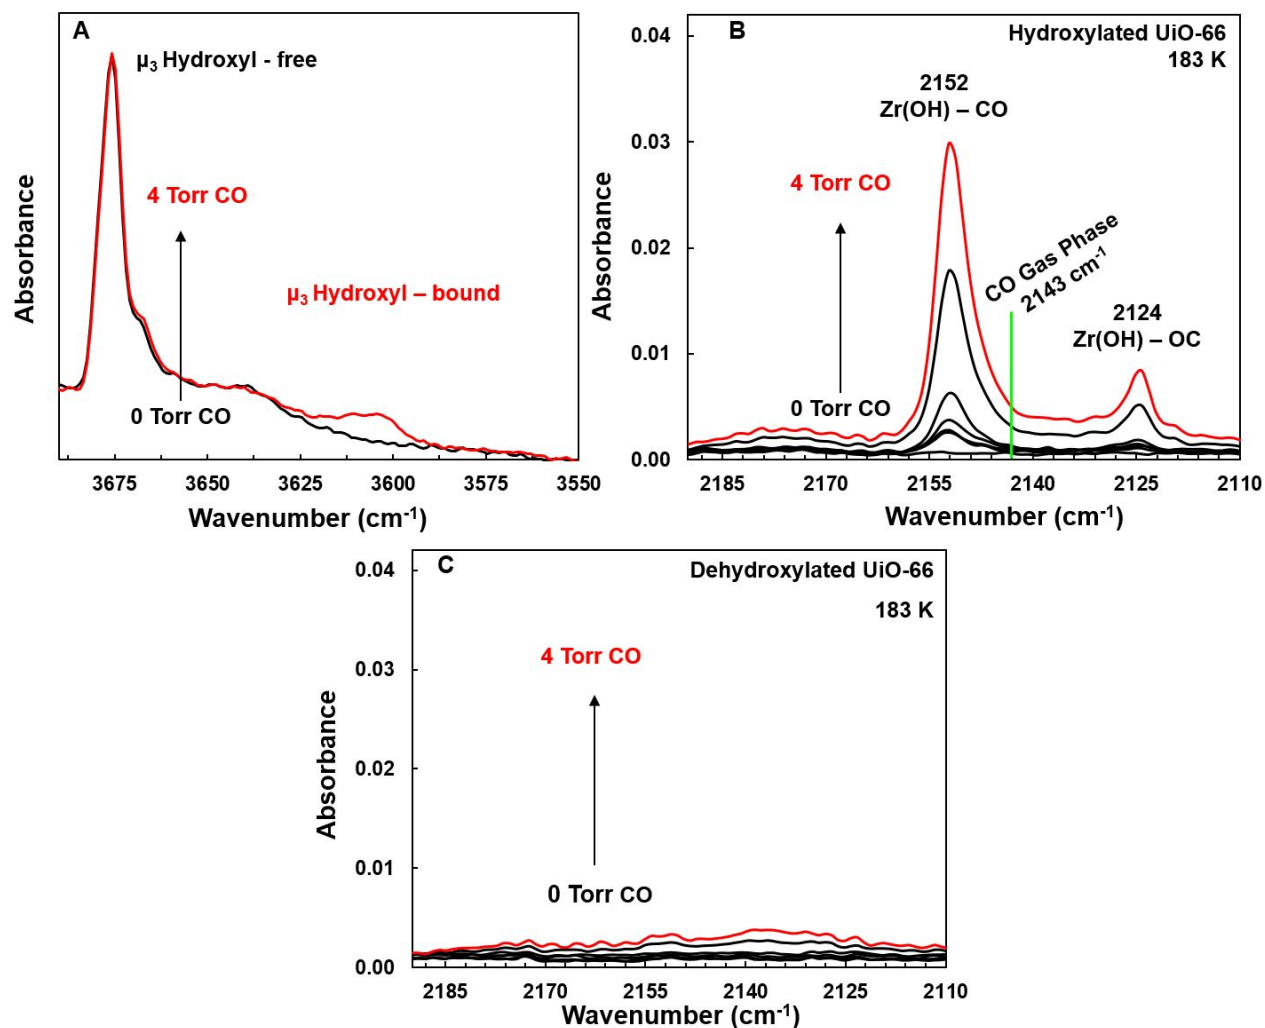 A
μ₃ Hydroxyl - free
4 Torr CO
μ₃ Hydroxyl – bound
0 Torr CO
Absorbance
3675 3650 3625 3600 3575 3550
Wavenumber (cm⁻¹)
B
Hydroxylated UiO-66
183 K
2152
Zr(OH) – CO
4 Torr CO
CO Gas Phase
2143 cm⁻¹
2124
Zr(OH) – OC
0 Torr CO
Absorbance
0.04
0.03
0.02
0.01
0.00
2185 2170 2155 2140 2125 2110
Wavenumber (cm⁻¹)
C
Dehydroxylated UiO-66
183 K
4 Torr CO
0 Torr CO
Absorbance
0.04
0.03
0.02
0.01
0.00
2185 2170 2155 2140 2125 2110
Wavenumber (cm⁻¹)